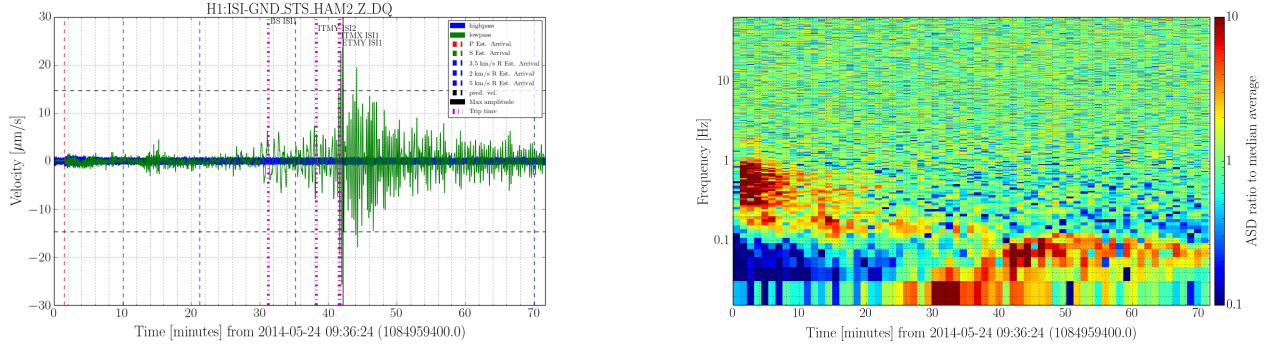 H1:ISI-GND_STS_HAM2_Z_DQ
BS ISI1
ITMY ISI2
ITMX ISI1
ETMY ISI1
highpass
lowpass
P Est. Arrival
S Est. Arrival
3.5 km/s R Est. Arrival
2 km/s R Est. Arrival
5 km/s R Est. Arrival
pred. vel.
Max amplitude
Trip time
30
20
10
0
−10
−20
−30
Velocity [μm/s]
0 10 20 30 40 50 60 70
Time [minutes] from 2014-05-24 09:36:24 (1084959400.0)
10
1
0.1
Frequency [Hz]
0 10 20 30 40 50 60 70
Time [minutes] from 2014-05-24 09:36:24 (1084959400.0)
10
1
0.1
ASD ratio to median average